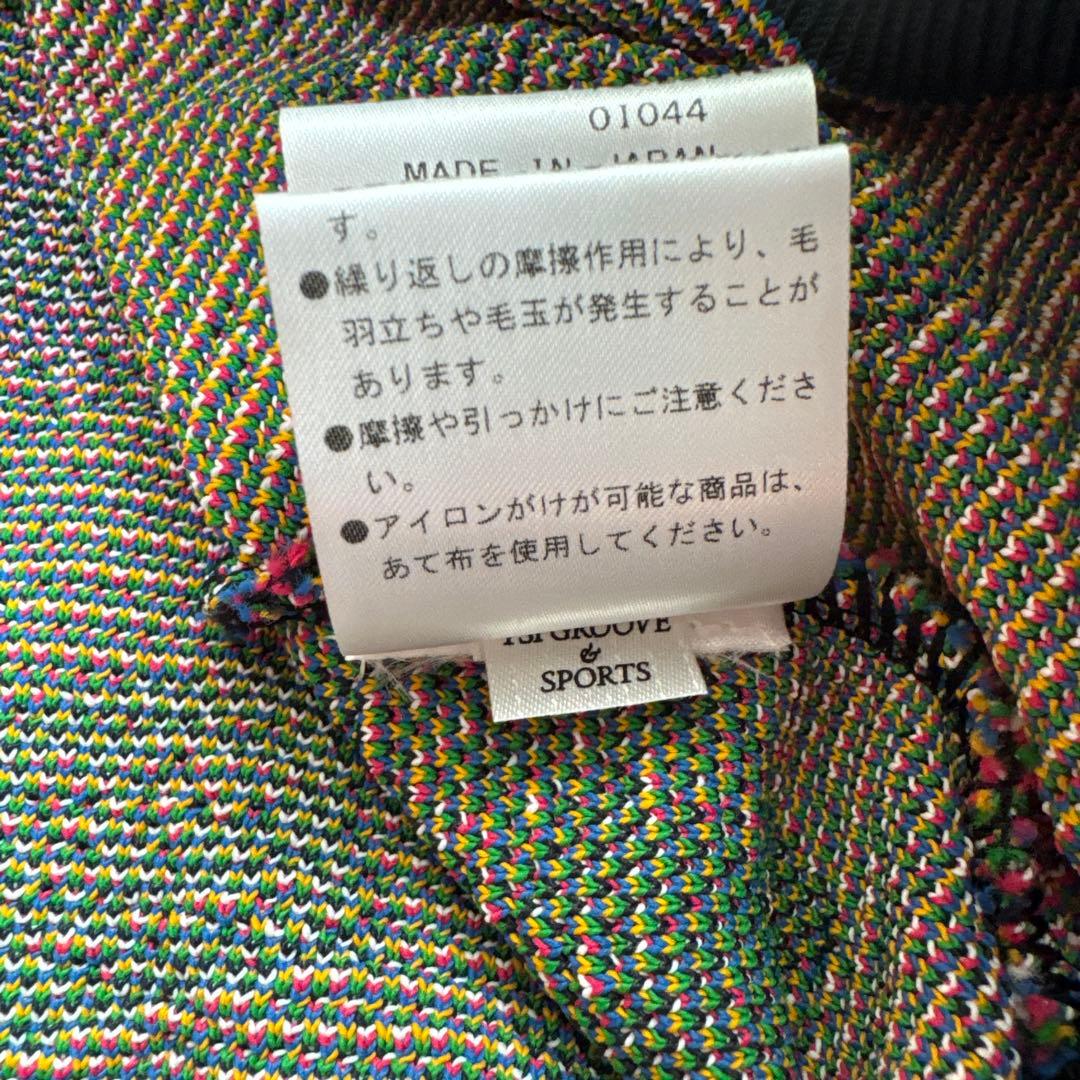 01044
MADE IN JAPAN
す。
●繰り返しの摩擦作用により、毛
羽立ちや毛玉が発生することが
あります。
●摩擦や引っかけにご注意くださ
い。
●アイロンがけが可能な商品は、
あて布を使用してください。
TSI GROOVE
&
SPORTS